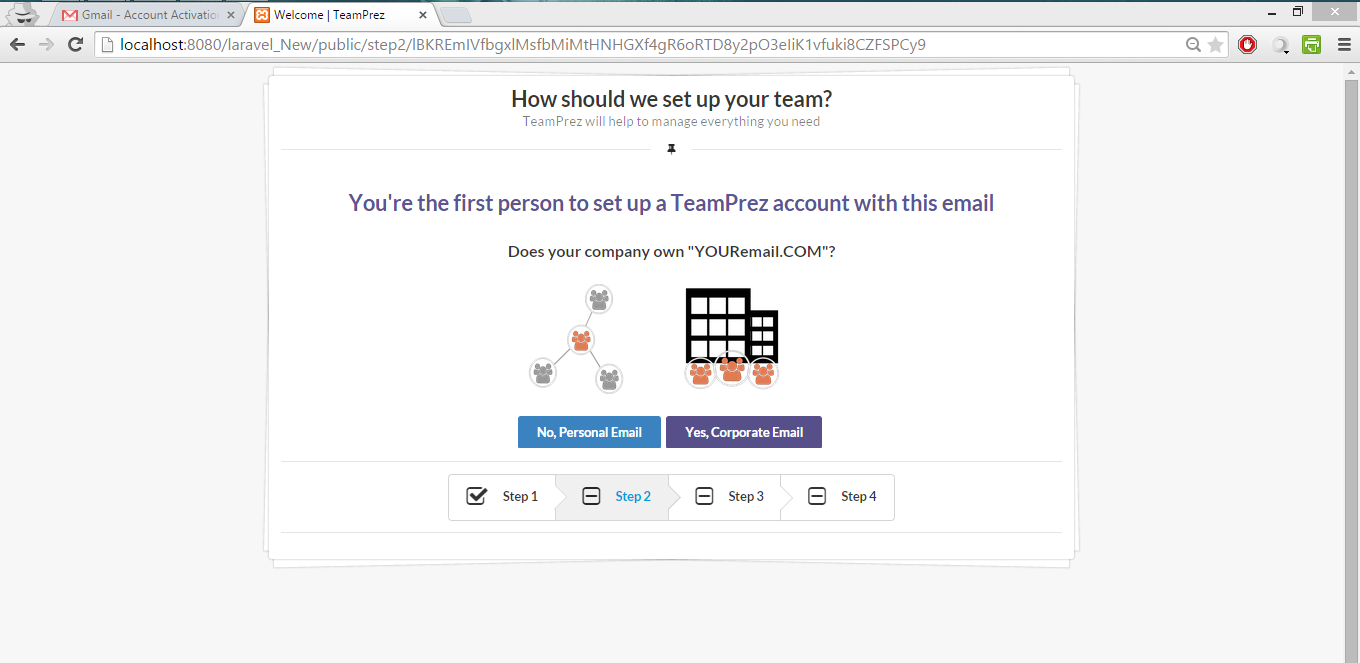 Gmail - Account Activatio
Welcome | TeamPrez
localhost:8080/laravel_New/public/step2/lBKREmIVfbgxlMsfbMiMtHNHGXf4gR6oRTD8y2pO3eIiK1vfuki8CZFSPCy9
How should we set up your team?
TeamPrez will help to manage everything you need
You're the first person to set up a TeamPrez account with this email
Does your company own "YOURemail.COM"?
No, Personal Email
Yes, Corporate Email
Step 1
Step 2
Step 3
Step 4